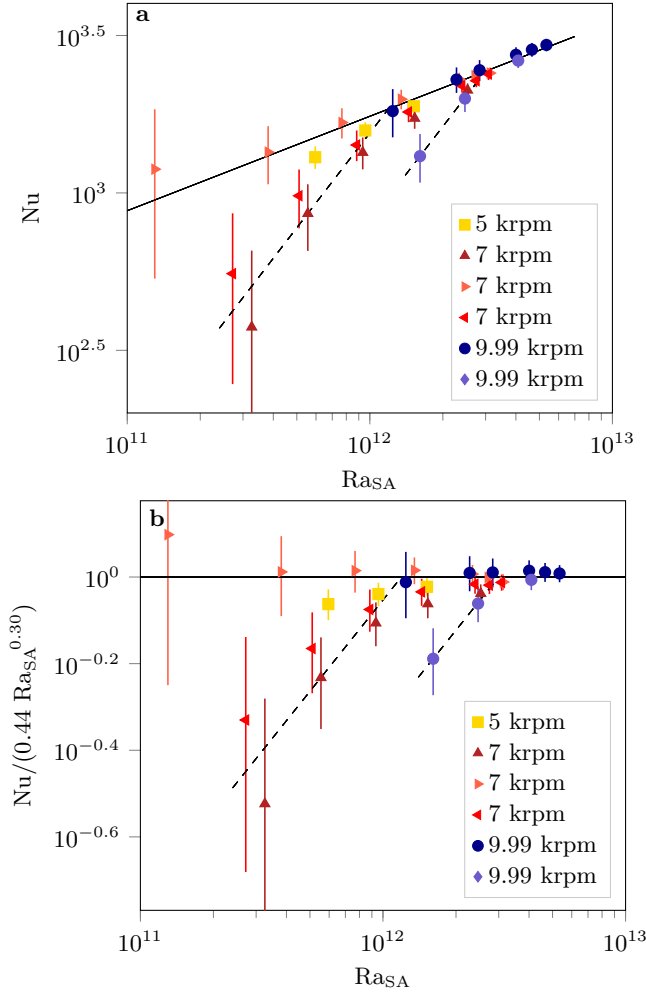 a
10^3.5
10^3
10^2.5
Nu
5 krpm
7 krpm
7 krpm
7 krpm
9.99 krpm
9.99 krpm
10^11
10^12
10^13
Ra_SA
b
10^0
10^−0.2
10^−0.4
10^−0.6
Nu/(0.44 Ra_SA^0.30)
5 krpm
7 krpm
7 krpm
7 krpm
9.99 krpm
9.99 krpm
10^11
10^12
10^13
Ra_SA